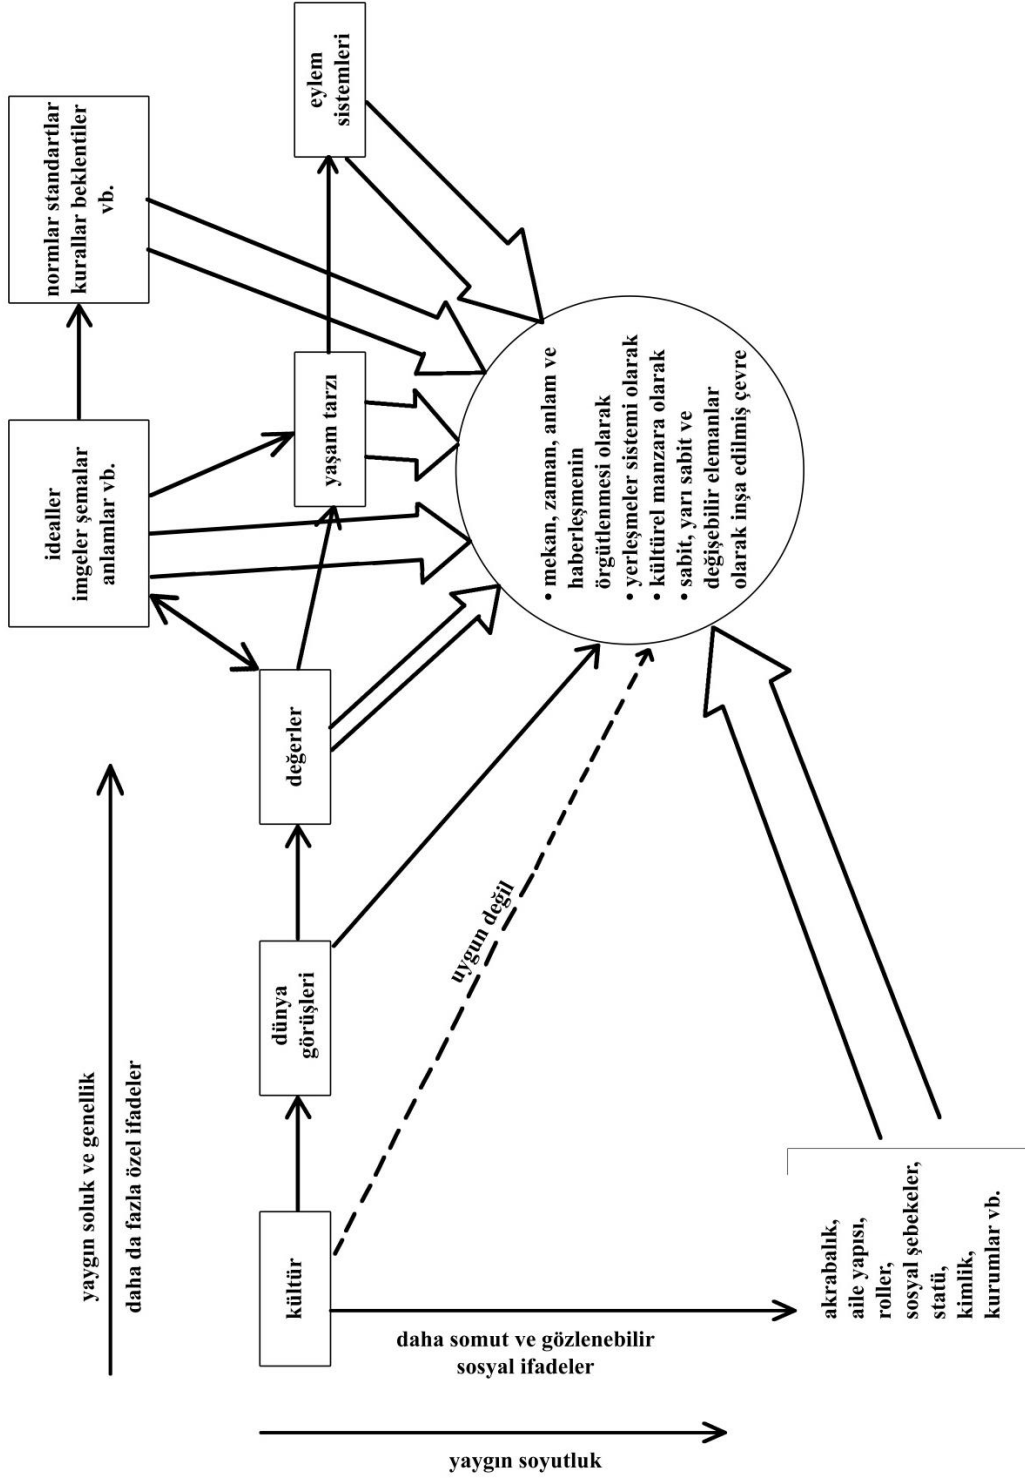 yaygın soluk ve genellik
daha da fazla özel ifadeler
idealler
imgeler şemalar
anlamlar vb.
normlar standartlar
kurallar beklentiler
vb.
kültür
dünya
görüşleri
değerler
yaşam tarzı
eylem
sistemleri
uygun değil
• mekan, zaman, anlam ve
haberleşmenin
örgütlenmesi olarak
• yerleşmeler sistemi olarak
• kültürel manzara olarak
• sabit, yarı sabit ve
değişebilir elemanlar
olarak inşa edilmiş çevre
daha somut ve gözlenebilir
sosyal ifadeler
yaygın soyutluk
akrabalık,
aile yapısı,
roller,
sosyal şebekeler,
statü,
kimlik,
kurumlar vb.